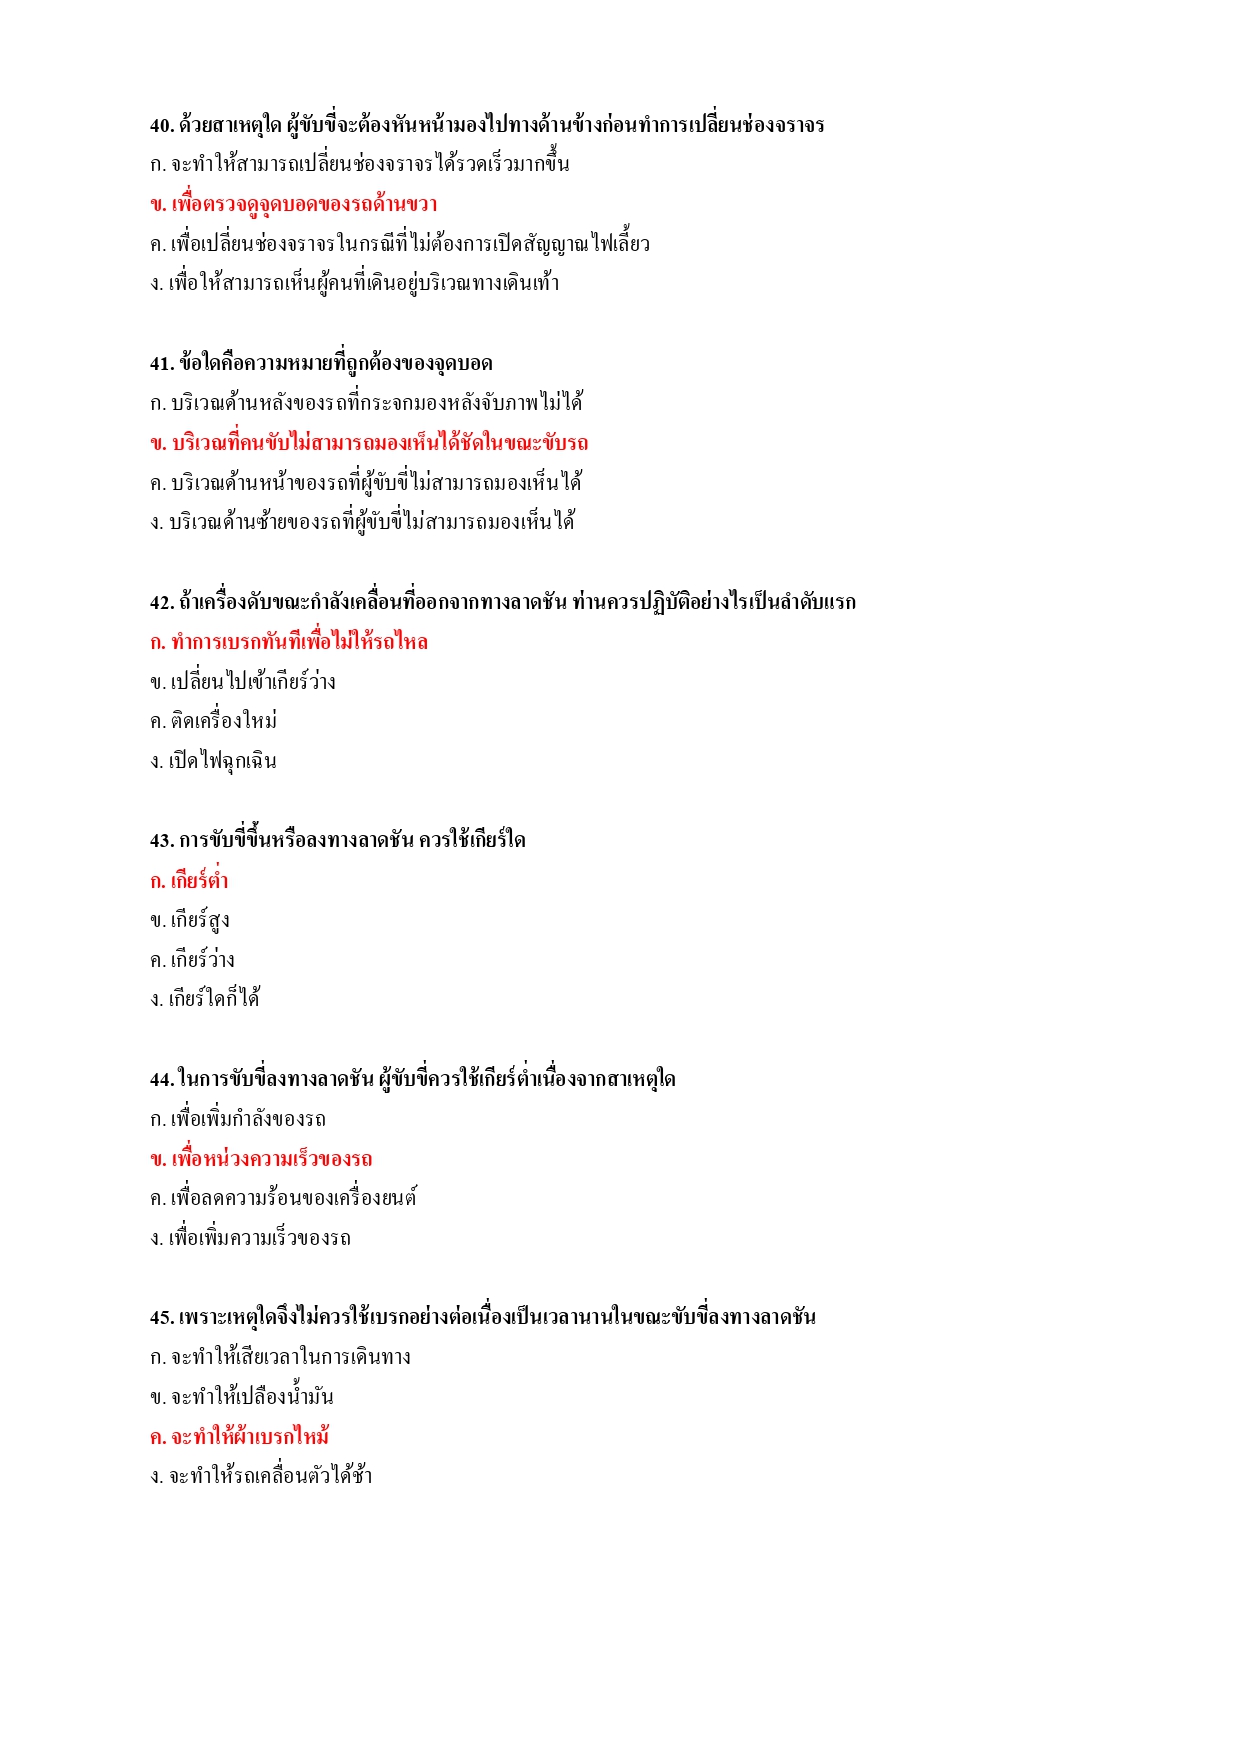 40. ด้วยสาเหตุใด ผู้ขับขี่จะต้องหันหน้ามองไปทางด้านข้างก่อนทำการเปลี่ยนช่องจราจร
ก. จะทำให้สามารถเปลี่ยนช่องจราจรได้รวดเร็วมากขึ้น
ข. เพื่อตรวจดูจุดบอดของรถด้านขวา
ค. เพื่อเปลี่ยนช่องจราจรในกรณีที่ไม่ต้องการเปิดสัญญาณไฟเลี้ยว
ง. เพื่อให้สามารถเห็นผู้คนที่เดินอยู่บริเวณทางเดินเท้า
41. ข้อใดคือความหมายที่ถูกต้องของจุดบอด
ก. บริเวณด้านหลังของรถที่กระจกมองหลังจับภาพไม่ได้
ข. บริเวณที่คนขับไม่สามารถมองเห็นได้ชัดในขณะขับรถ
ค. บริเวณด้านหน้าของรถที่ผู้ขับขี่ไม่สามารถมองเห็นได้
ง. บริเวณด้านซ้ายของรถที่ผู้ขับขี่ไม่สามารถมองเห็นได้
42. ถ้าเครื่องดับขณะกำลังเคลื่อนที่ออกจากทางลาดชัน ท่านควรปฏิบัติอย่างไรเป็นลำดับแรก
ก. ทำการเบรกทันทีเพื่อไม่ให้รถไหล
ข. เปลี่ยนไปเข้าเกียร์ว่าง
ค. ติดเครื่องใหม่
ง. เปิดไฟฉุกเฉิน
43. การขับขี่ขึ้นหรือลงทางลาดชัน ควรใช้เกียร์ใด
ก. เกียร์ต่ำ
ข. เกียร์สูง
ค. เกียร์ว่าง
ง. เกียร์ใดก็ได้
44. ในการขับขี่ลงทางลาดชัน ผู้ขับขี่ควรใช้เกียร์ต่ำเนื่องจากสาเหตุใด
ก. เพื่อเพิ่มกำลังของรถ
ข. เพื่อหน่วงความเร็วของรถ
ค. เพื่อลดความร้อนของเครื่องยนต์
ง. เพื่อเพิ่มความเร็วของรถ
45. เพราะเหตุใดจึงไม่ควรใช้เบรกอย่างต่อเนื่องเป็นเวลานานในขณะขับขี่ลงทางลาดชัน
ก. จะทำให้เสียเวลาในการเดินทาง
ข. จะทำให้เปลืองน้ำมัน
ค. จะทำให้ผ้าเบรกไหม้
ง. จะทำให้รถเคลื่อนตัวได้ช้า